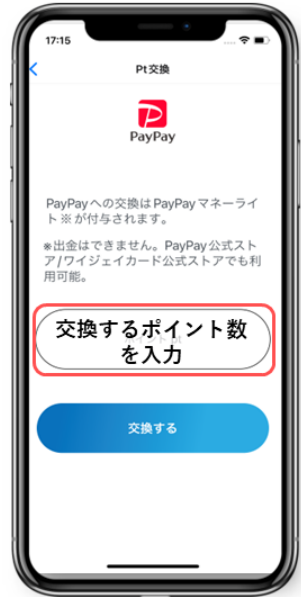 17:15
Pt交換
PayPay
PayPayへの交換はPayPayマネーライ
ト※が付与されます。
※出金はできません。PayPay公式スト
ア/ワイジェイカード公式ストアでも利
用可能。
交換するポイント数
を入力
交換する